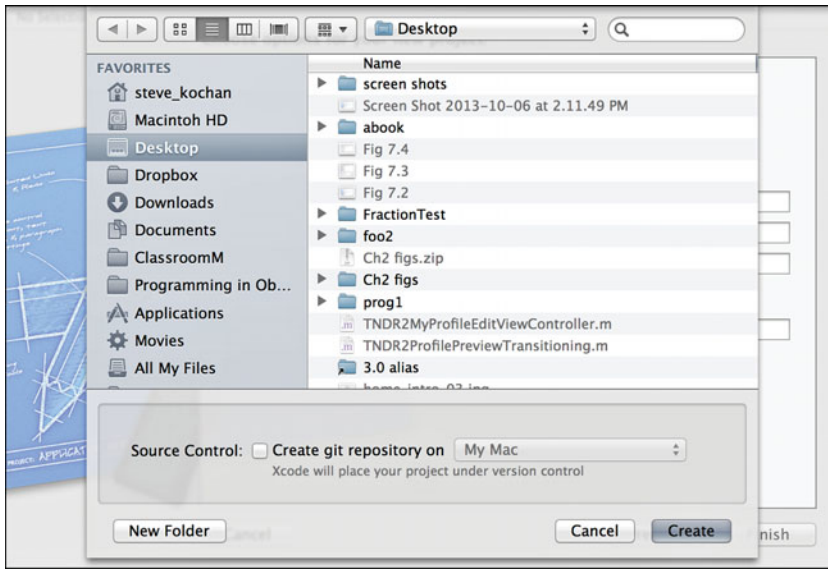 Desktop
FAVORITES
steve_kochan
Macintoh HD
Desktop
Dropbox
Downloads
Documents
ClassroomM
Programming in Ob...
Applications
Movies
All My Files
Name
screen shots
Screen Shot 2013-10-06 at 2.11.49 PM
abook
Fig 7.4
Fig 7.3
Fig 7.2
FractionTest
foo2
Ch2 figs.zip
Ch2 figs
prog1
TNDR2MyProfileEditViewController.m
TNDR2ProfilePreviewTransitioning.m
3.0 alias
Source Control: Create git repository on My Mac
Xcode will place your project under version control
New Folder
Cancel
Create
nish